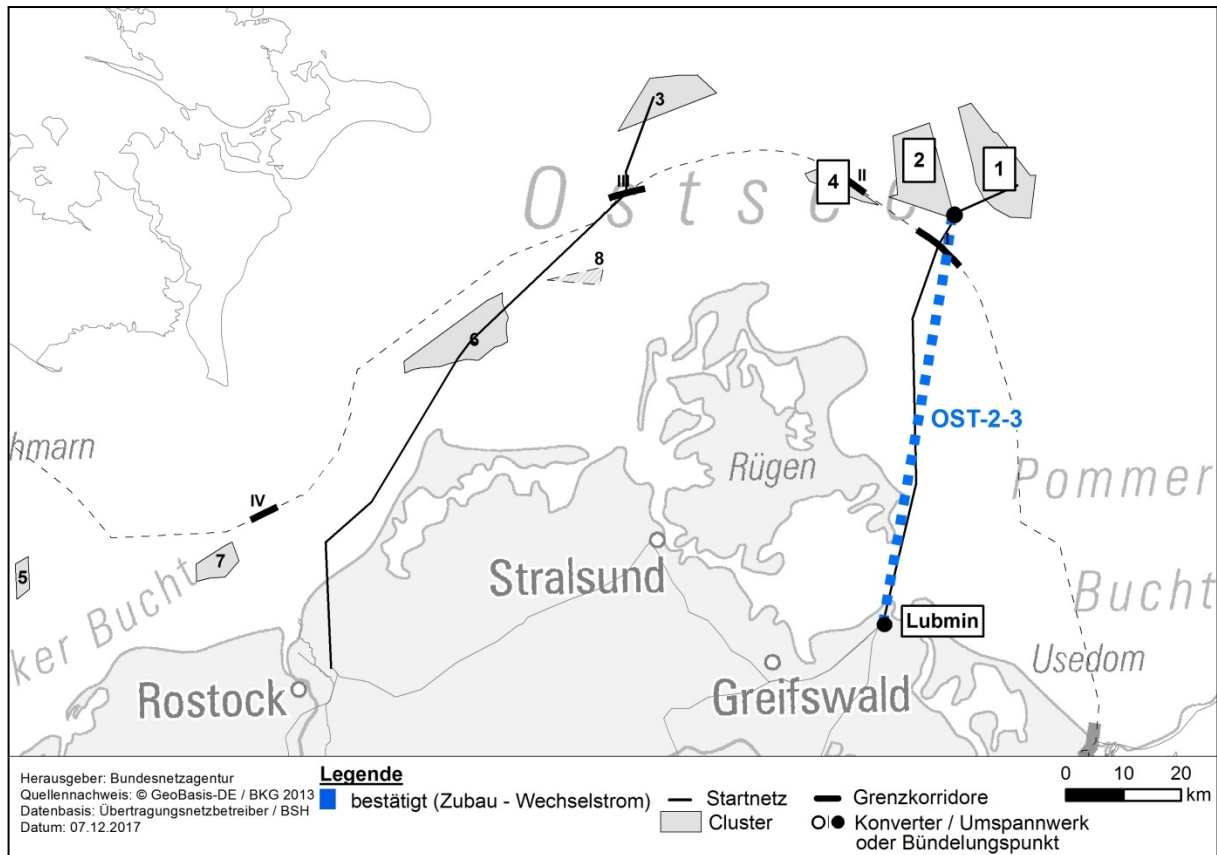 3
2
1
III
4
II
Ostsee
8
6
OST-2-3
hmarn
Rügen
Pommer
IV
7
5
Stralsund
Bucht
ker Bucht
Lubmin
Usedom
Rostock
Greifswald
Herausgeber: Bundesnetzagentur
Quellennachweis: © GeoBasis-DE / BKG 2013
Datenbasis: Übertragungsnetzbetreiber / BSH
Datum: 07.12.2017
Legende
bestätigt (Zubau - Wechselstrom)
Startnetz
Cluster
Grenzkorridore
Konverter / Umspannwerk
oder Bündelungspunkt
0 10 20
km